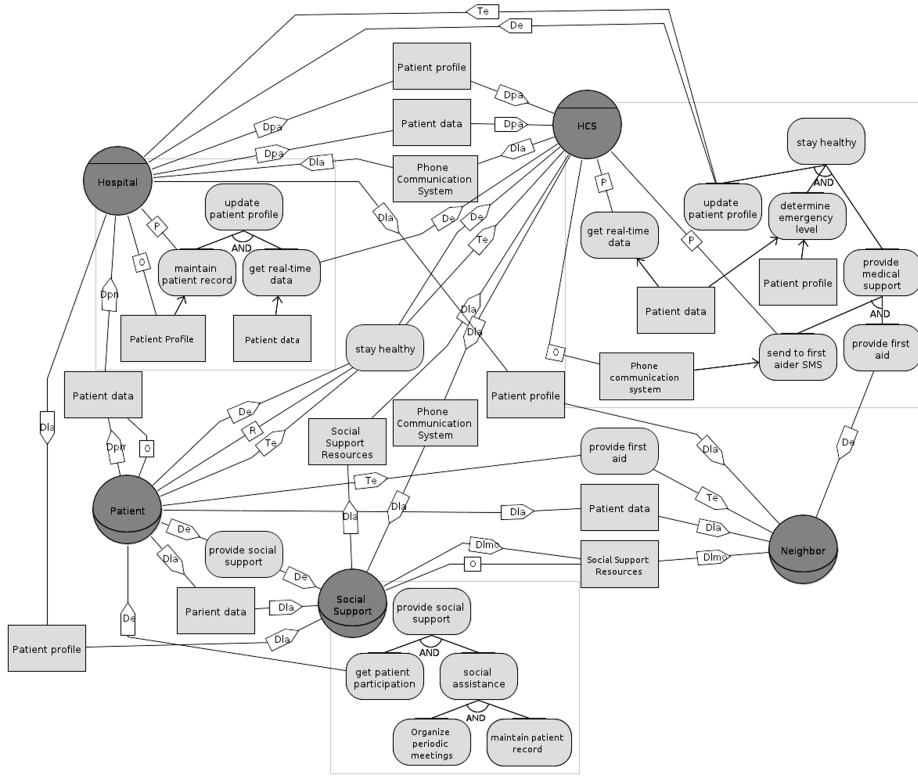 Te
De
Patient profile
Dpa
HCS
Dpa
Patient data
Dpa
Dpa
stay healthy
Phone
Communication
System
Dla
Dla
AND
Hospital
update
patient profile
P
update
patient profile
determine
emergency
level
Dla
De
De
Te
get real-time
data
P
P
AND
O
maintain
patient record
get real-time
data
provide
medical
support
Patient data
Patient profile
Dpn
Patient Profile
Patient data
Dla
Dla
AND
stay healthy
O
send to first
aider SMS
provide first
aid
Phone
communication
system
Patient data
Patient profile
De
Dla
R
Te
Social
Support
Resources
Phone
Communication
System
Dpn
O
provide first
aid
Dla
De
Te
Te
Patient
Dla
Dla
Patient data
Dla
De
Dla
provide social
support
Dlmo
O
Social Support
Resources
Dlmo
Neighbor
Dla
De
Parient data
Dla
Social
Support
De
Dla
provide social
support
Patient profile
AND
get patient
participation
social
assistance
AND
Organize
periodic
meetings
maintain patient
record